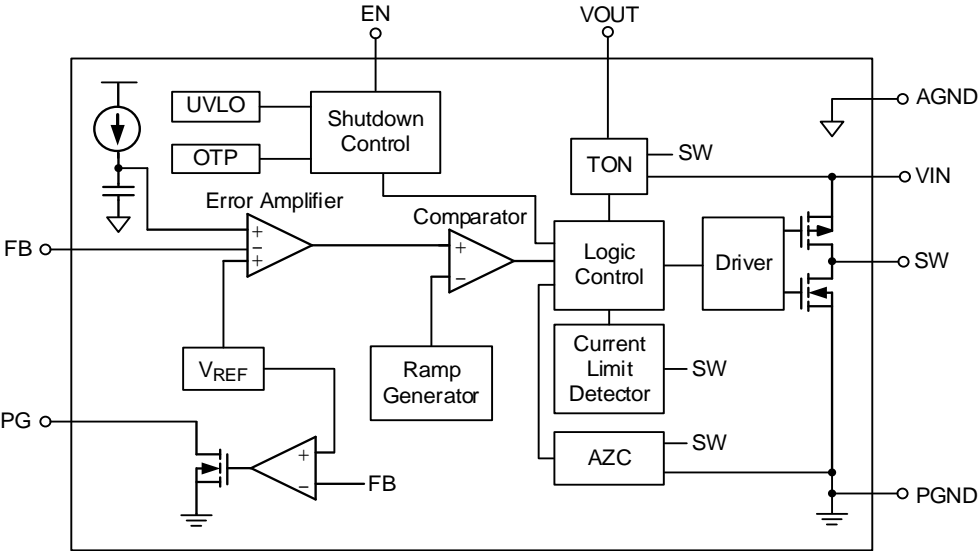 EN
VOUT
AGND
UVLO
Shutdown
Control
OTP
TON
SW
VIN
Error Amplifier
Comparator
+
−
+
FB
+
−
Logic
Control
Driver
SW
VREF
Ramp
Generator
Current
Limit
Detector
SW
PG
+
−
FB
AZC
SW
PGND